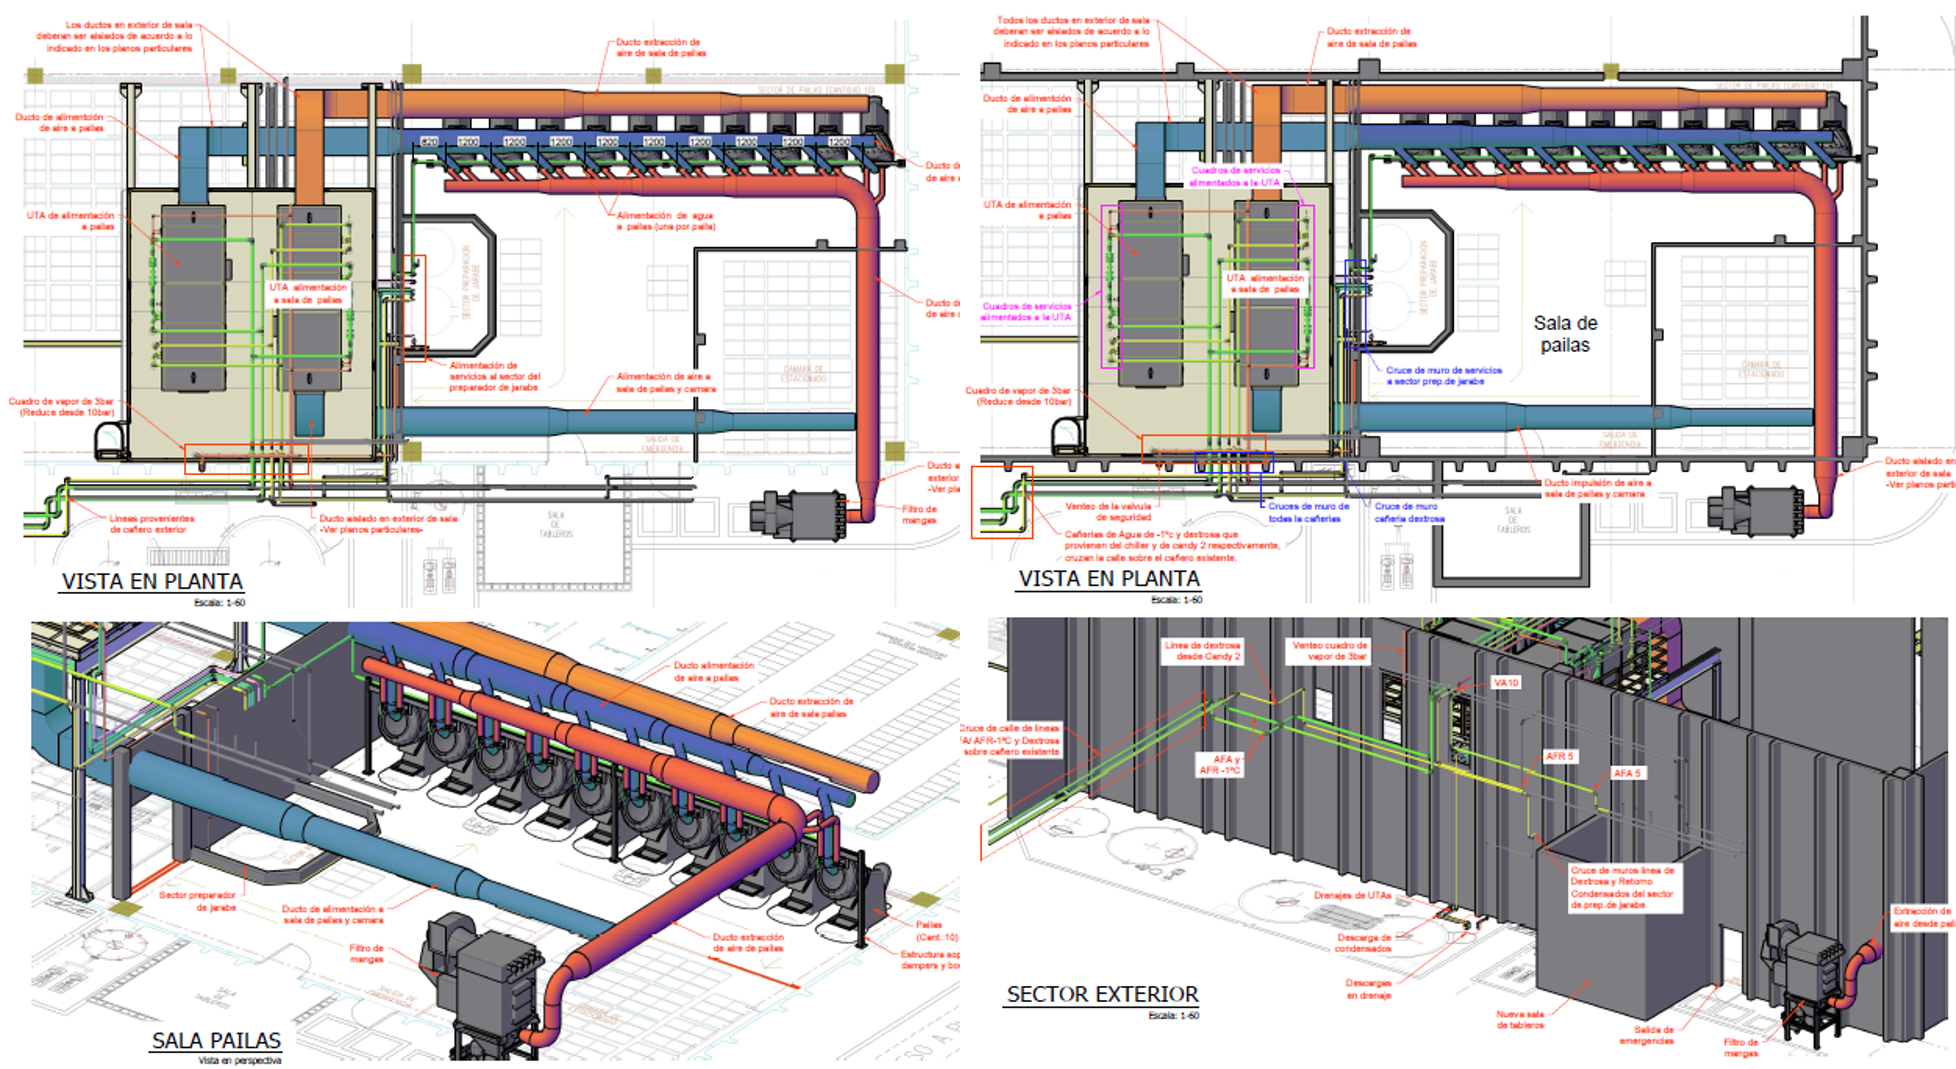 Los ductos en exterior de sala
deberan ser aislados de acuerdo a lo
indicado en los planos particulares
Ducto extracción de
aire de sala de pailas
SECTOR DE PAILAS (CANTIDAD 10)
Ducto de alimentación
de aire a pailas
820 1200 1200 1200 1200 1200 1200 1200 1200 1200
Ducto d
de aire
UTA de alimentación
a pailas
Alimentación de agua
a pailas (una por paila)
SECTOR PREPARACION
DE JARABE
UTA alimentación
a sala de pailas
Ducto d
de aire
Alimentación de
servicios al sector del
preparador de jarabe
Alimentación de aire a
sala de pailas y camara
CAMARA DE
ESTACIONADO
Cuadro de vapor de 3bar
(Reduce desde 10bar)
SALIDA DE
EMERGENCIA
Ducto a
exterior
-Ver pla
Lineas provenientes
de cañero exterior
Ducto aislado en exterior de sala
-Ver planos particulares-
SALA
DE
TABLEROS
Filtro de
mangas
VISTA EN PLANTA
Escala: 1-60
Todos los ductos en exterior de sala
deberan ser aislados de acuerdo a lo
indicado en los planos particulares
Ducto extracción de
aire de sala de pailas
SECTOR DE PAILAS (CANTIDAD 10)
Ducto de alimentción
de aire a pailas
Cuadros de servicios
alimentados a la UTA
UTA de alimentación
a pailas
SECTOR PREPARACION
DE JARABE
UTA alimentación
a sala de pailas
Cuadros de servicios
alimentados a la UTA
Sala de
pailas
Cruce de muro de servicios
a sector prep.de jarabe
CAMARA DE
ESTACIONADO
Cuadro de vapor de 3bar
(Reduce desde 10bar)
SALIDA DE
EMERGENCIA
Ducto aislado en
exterior de sala
-Ver planos parti
Ducto impulsión de aire a
sala de pailas y camara
Venteo de la valvula
de seguridad
Cruces de muro de
todas la cañerias
Cruce de muro
cañeria dextrosa
SALA
DE
TABLEROS
Cañerias de Agua de -1ºc y dextrosa que
provienen del chiller y de candy 2 respectivamente,
cruzan la calle sobre el cañero existente.
VISTA EN PLANTA
Escala: 1-60
Ducto alimentación
de aire a pailas
Ducto extracción de
aire de sala pailas
Sector preparador
de jarabe
Ducto de alimentación a
sala de pailas y camara
Filtro de
mangas
Ducto extracción
de aire de pailas
Pailas
(Cant.:10)
Estructura sop
dampers y bo
SALA
DE
TABLEROS
SALIDA DE
EMERGENCIA
SALA PAILAS
Vista en perspectiva
Linea de dextrosa
desde Candy 2
Venteo cuadro de
vapor de 3bar
VA10
Cruce de calle de lineas
FA/ AFR-1ºC y Dextrosa
sobre cañero existente
AFA y
AFR -1ºC
AFR 5
AFA 5
Cruce de muros linea de
Dextrosa y Retorno
Condensados del sector
de prep.de jarabe
Drenajes de UTAs
Descarga de
condensados
Descargas
en drenaje
Extracción de
aire desde pail
SECTOR EXTERIOR
Escala: 1-60
Nueva sala
de tableros
Salida de
emergencias
Filtro de
mangas